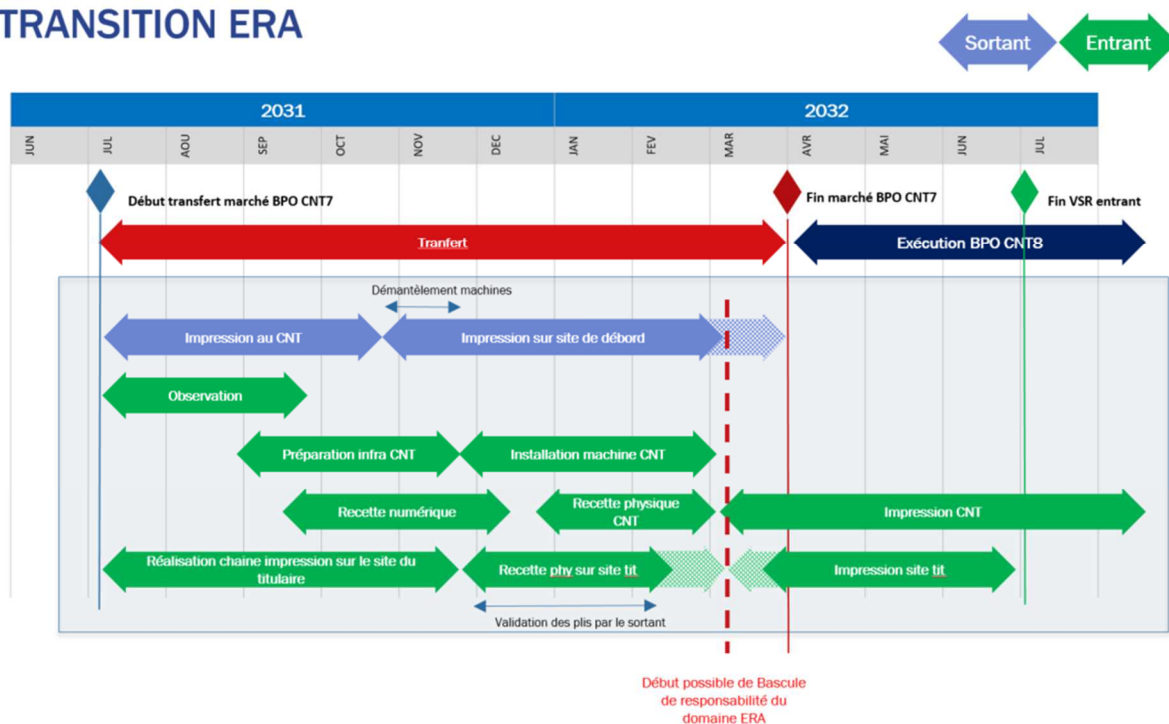 TRANSITION ERA
Sortant
Entrant
2031
2032
JUN
JUL
AOU
SEP
OCT
NOV
DEC
JAN
FEV
MAR
AVR
MAI
JUN
JUL
Début transfert marché BPO CNT7
Fin marché BPO CNT7
Fin VSR entrant
Tranfert
Exécution BPO CNT8
Démantèlement machines
Impression au CNT
Impression sur site de débord
Observation
Préparation infra CNT
Installation machine CNT
Recette numérique
Recette physique
CNT
Impression CNT
Réalisation chaine impression sur le site du
titulaire
Recette phy sur site tit
Impression site tit
Validation des plis par le sortant
Début possible de Bascule
de responsabilité du
domaine ERA